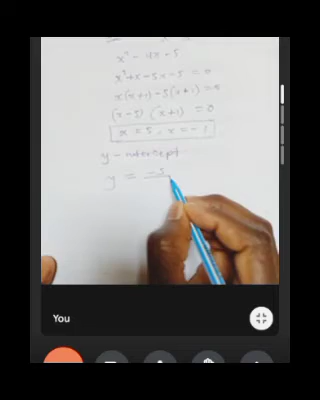 x² - 4x - 5
x² + x - 5x - 5 = 0
x(x+1) - 5(x+1) = 0
(x-5) (x+1) = 0
x = 5, x = -1
y-intercept
y = -5
You